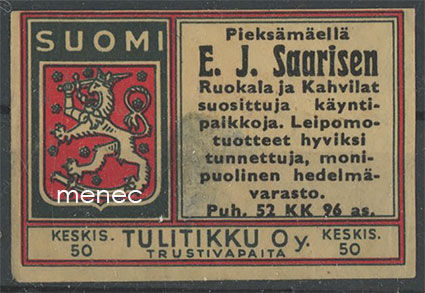 SUOMI
menec
Pieksämäellä
E. J. Saarisen
Ruokala ja Kahvilat
suosittuja käynti-
paikkoja. Leipomo-
tuotteet hyviksi
tunnettuja, moni-
puolinen hedelmä-
varasto.
Puh. 52 KK 96 as.
KESKIS.
50
TULITIKKU Oy.
TRUSTIVAPAITA
KESKIS.
50